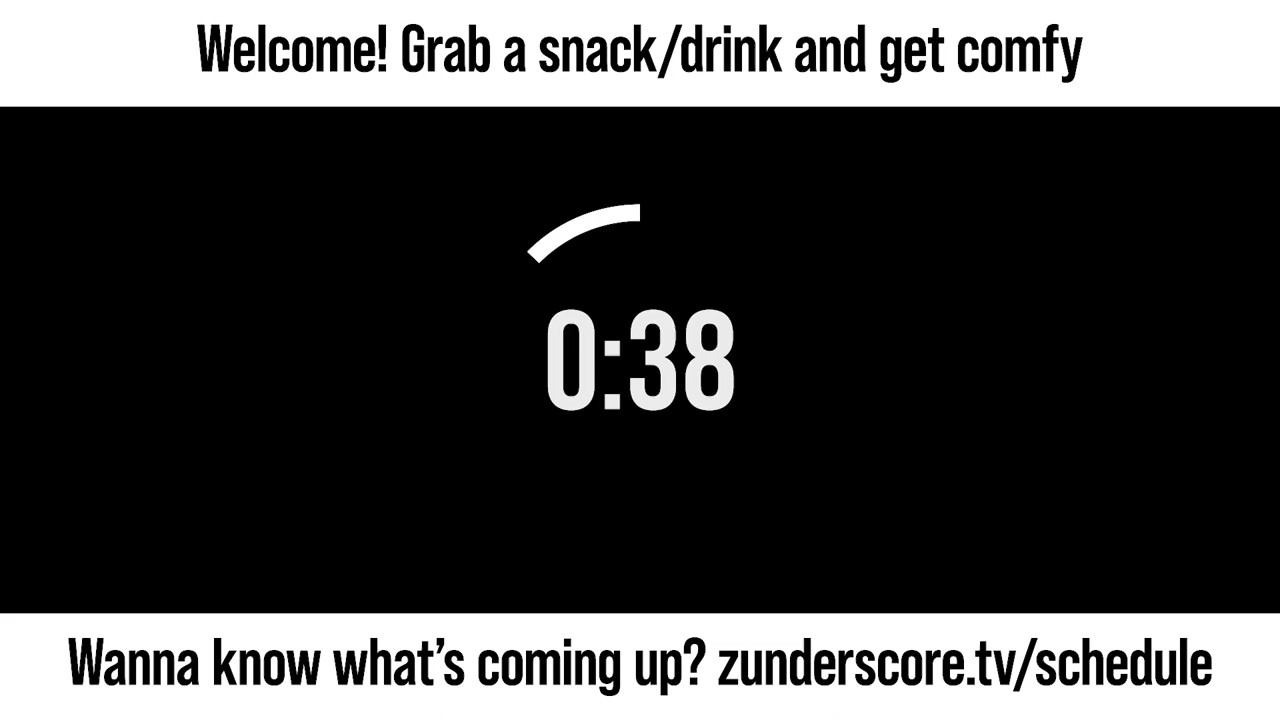 Welcome! Grab a snack/drink and get comfy
0:38
Wanna know what's coming up? zunderscore.tv/schedule